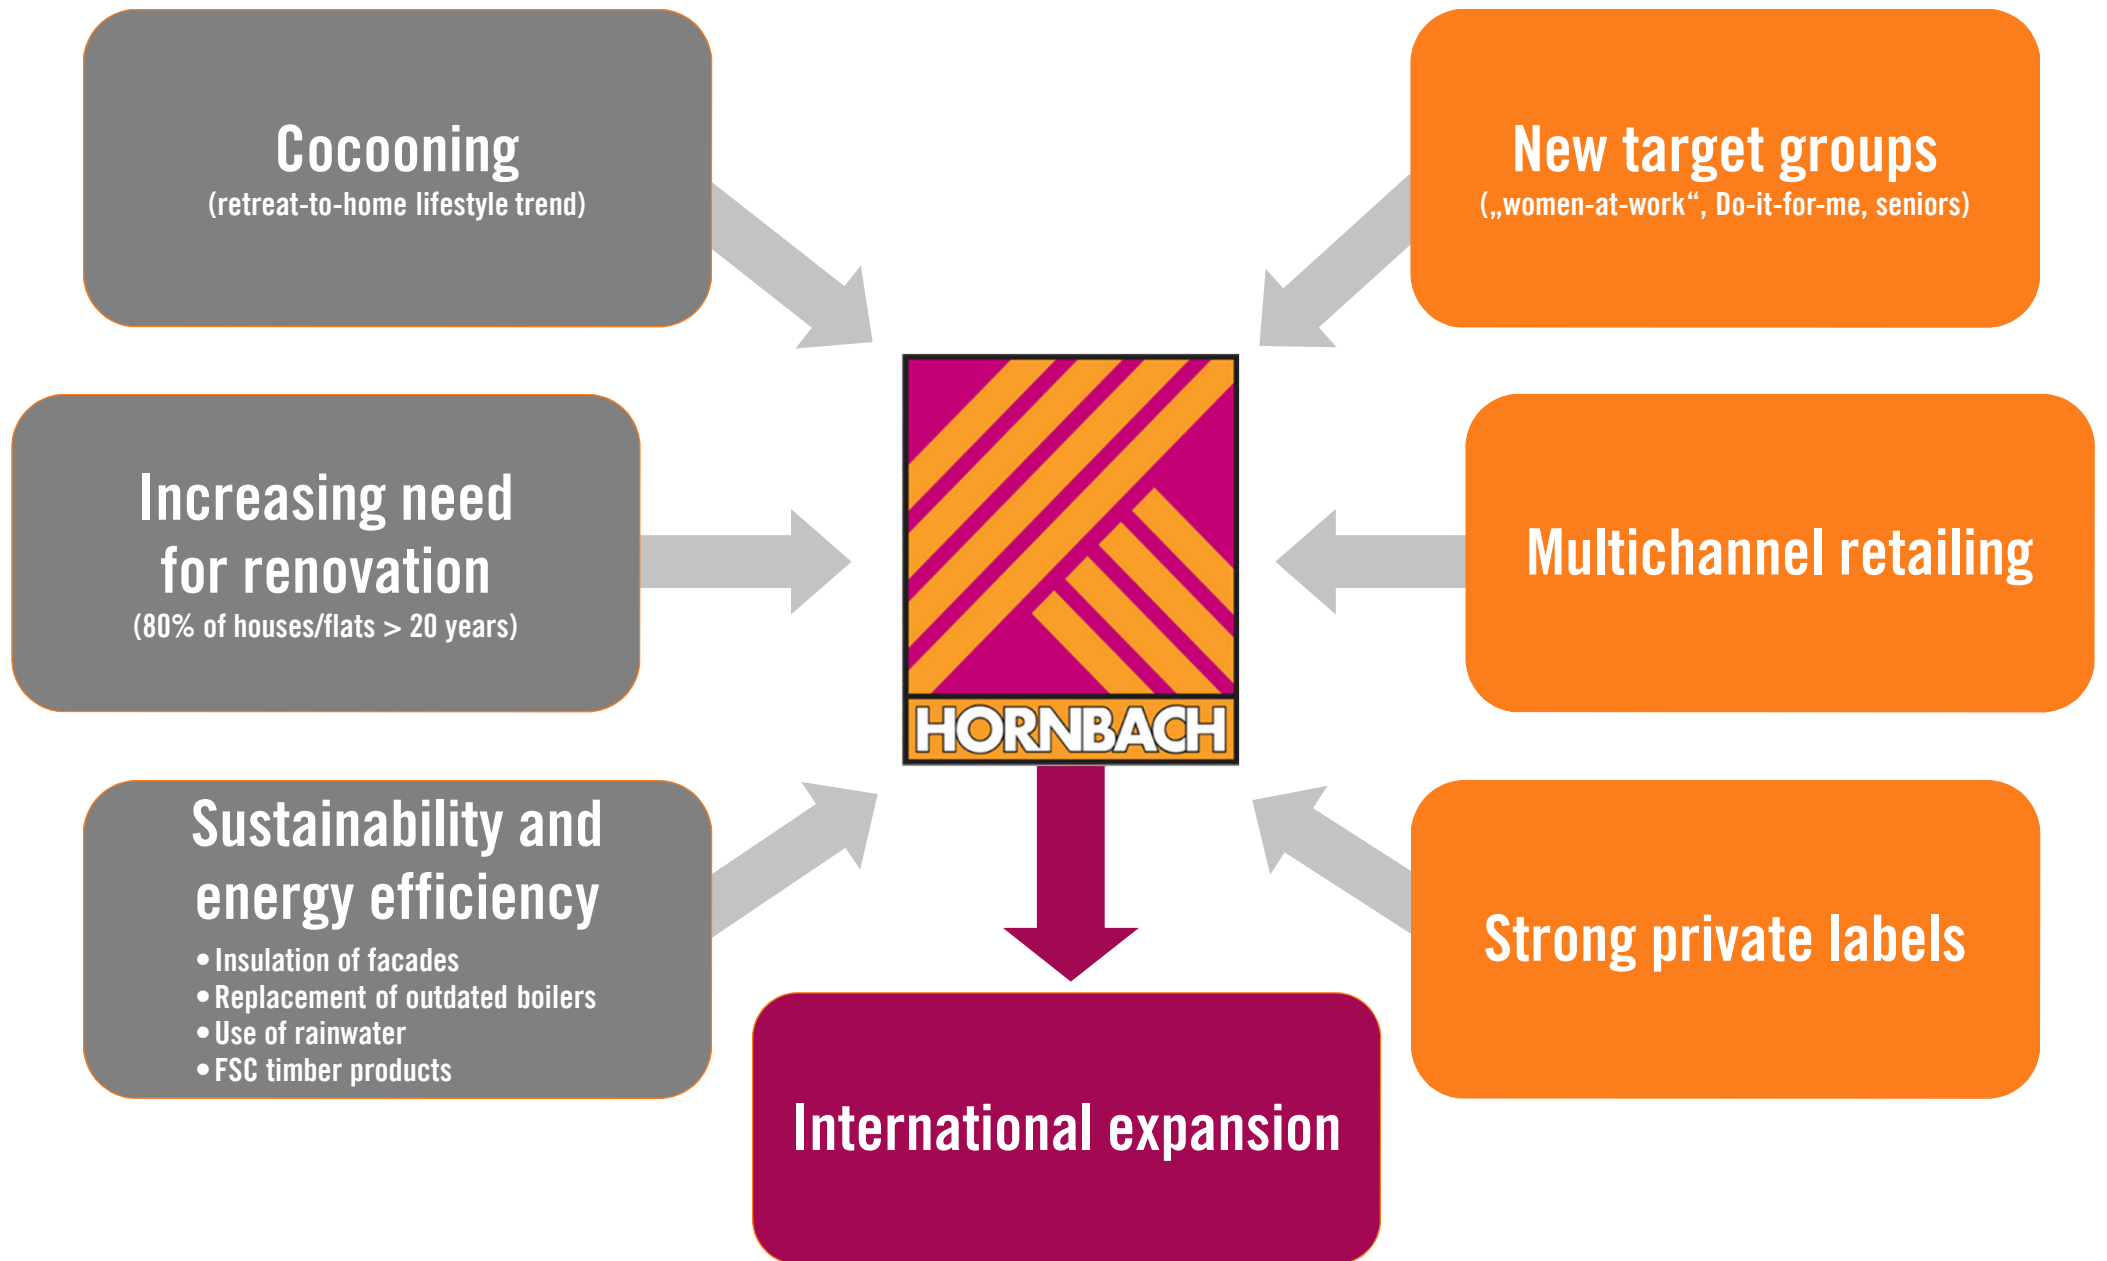 Cocooning
(retreat-to-home lifestyle trend)
Increasing need
for renovation
(80% of houses/flats > 20 years)
Sustainability and
energy efficiency
• Insulation of facades
• Replacement of outdated boilers
• Use of rainwater
• FSC timber products
HORNBACH
International expansion
New target groups
(„women-at-work“, Do-it-for-me, seniors)
Multichannel retailing
Strong private labels